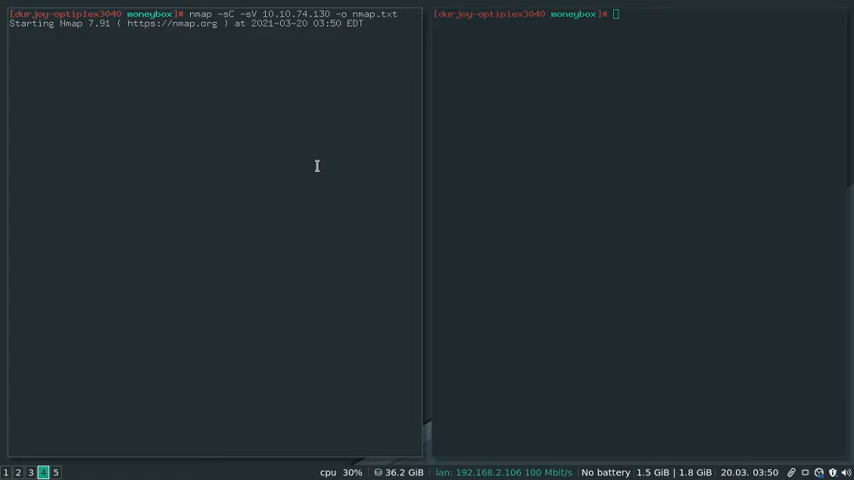 [durjoy-optiplex3040 moneybox]# nmap -sC -sV 10.10.74.130 -o nmap.txt
Starting Nmap 7.91 ( https://nmap.org ) at 2021-03-20 03:50 EDT
[durjoy-optiplex3040 moneybox]#
1 2 3 4 5
cpu 30% 36.2 GiB lan: 192.168.2.106 100 Mbit/s No battery 1.5 GiB | 1.8 GiB 20.03. 03:50